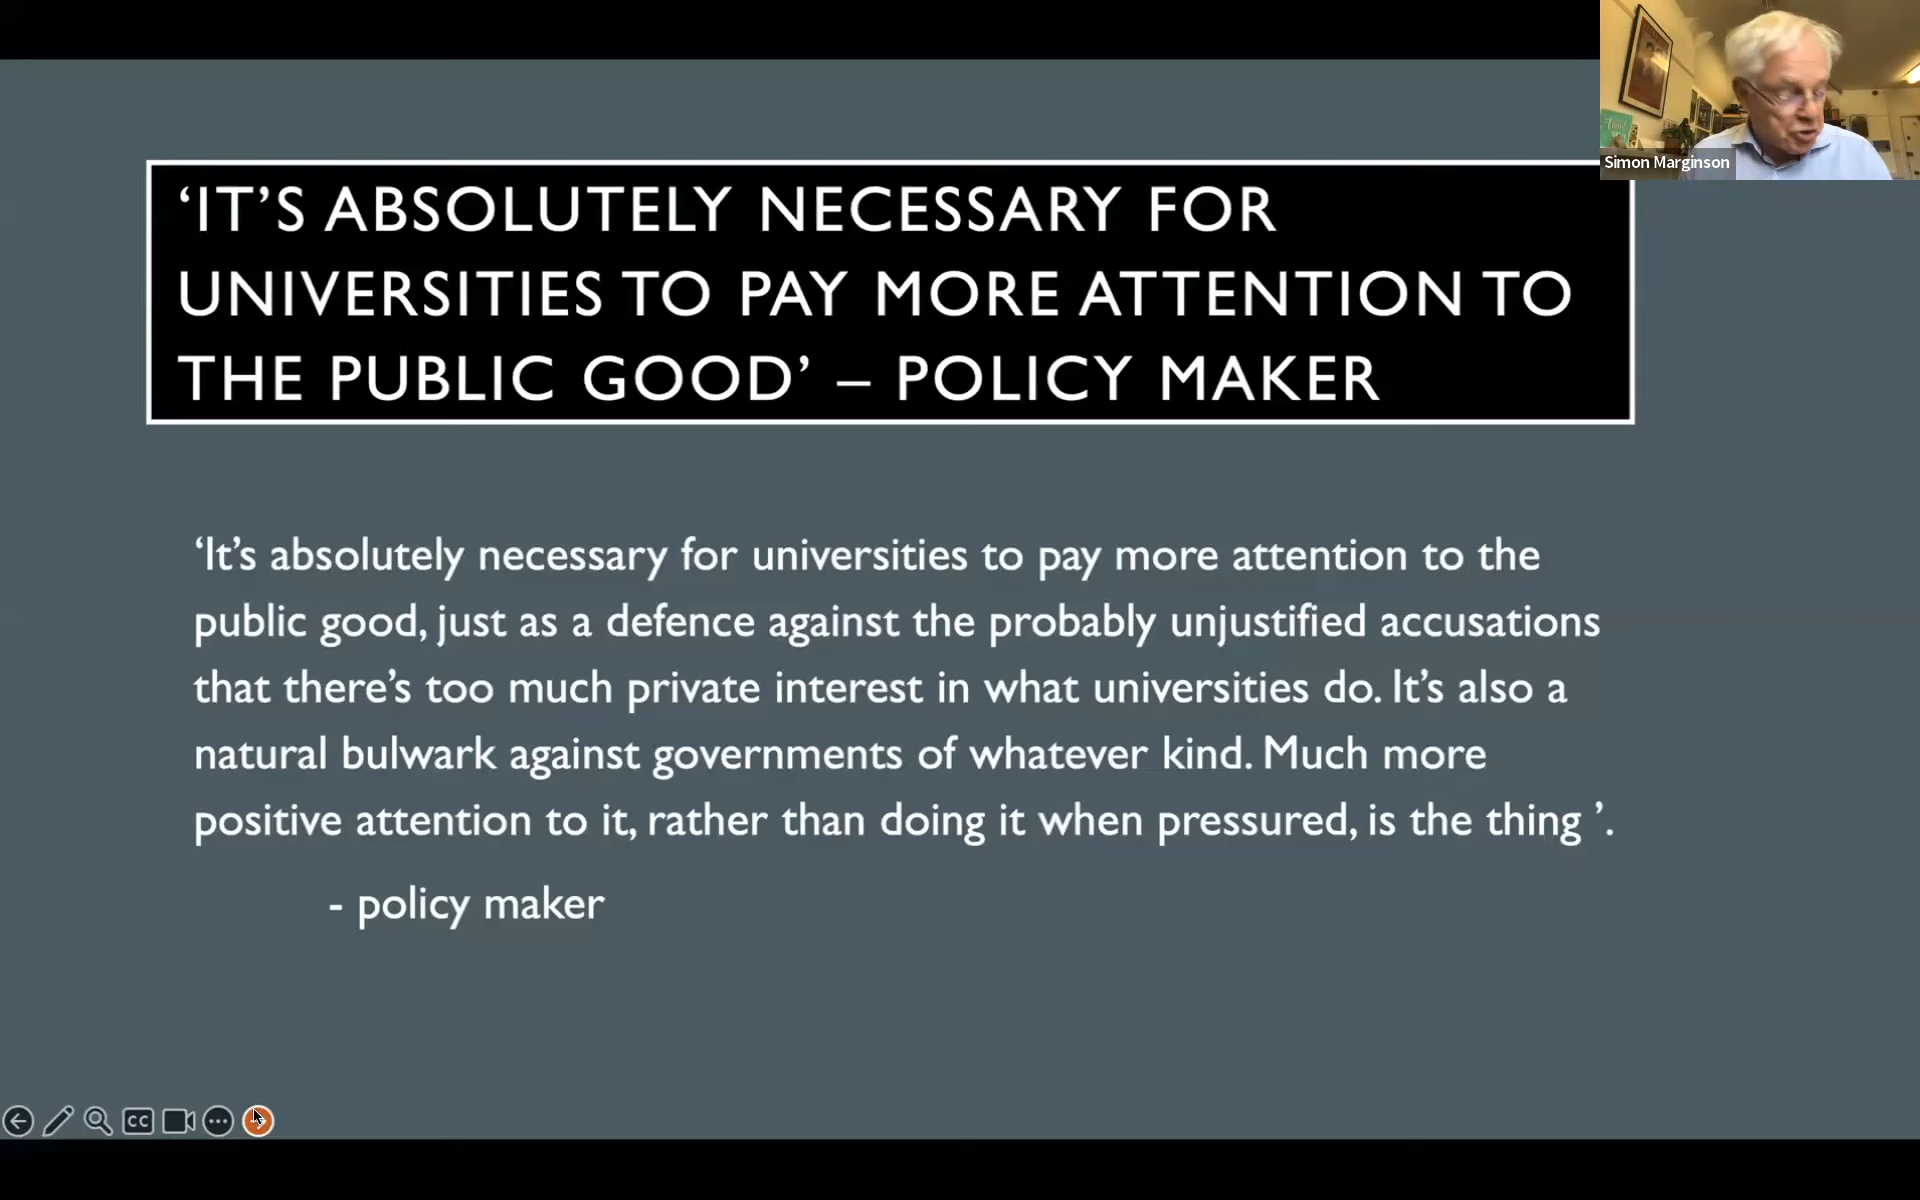 ‘IT’S ABSOLUTELY NECESSARY FOR
UNIVERSITIES TO PAY MORE ATTENTION TO
THE PUBLIC GOOD’ – POLICY MAKER
Simon Marginson
‘It’s absolutely necessary for universities to pay more attention to the
public good, just as a defence against the probably unjustified accusations
that there’s too much private interest in what universities do. It’s also a
natural bulwark against governments of whatever kind. Much more
positive attention to it, rather than doing it when pressured, is the thing ’.
- policy maker
CC